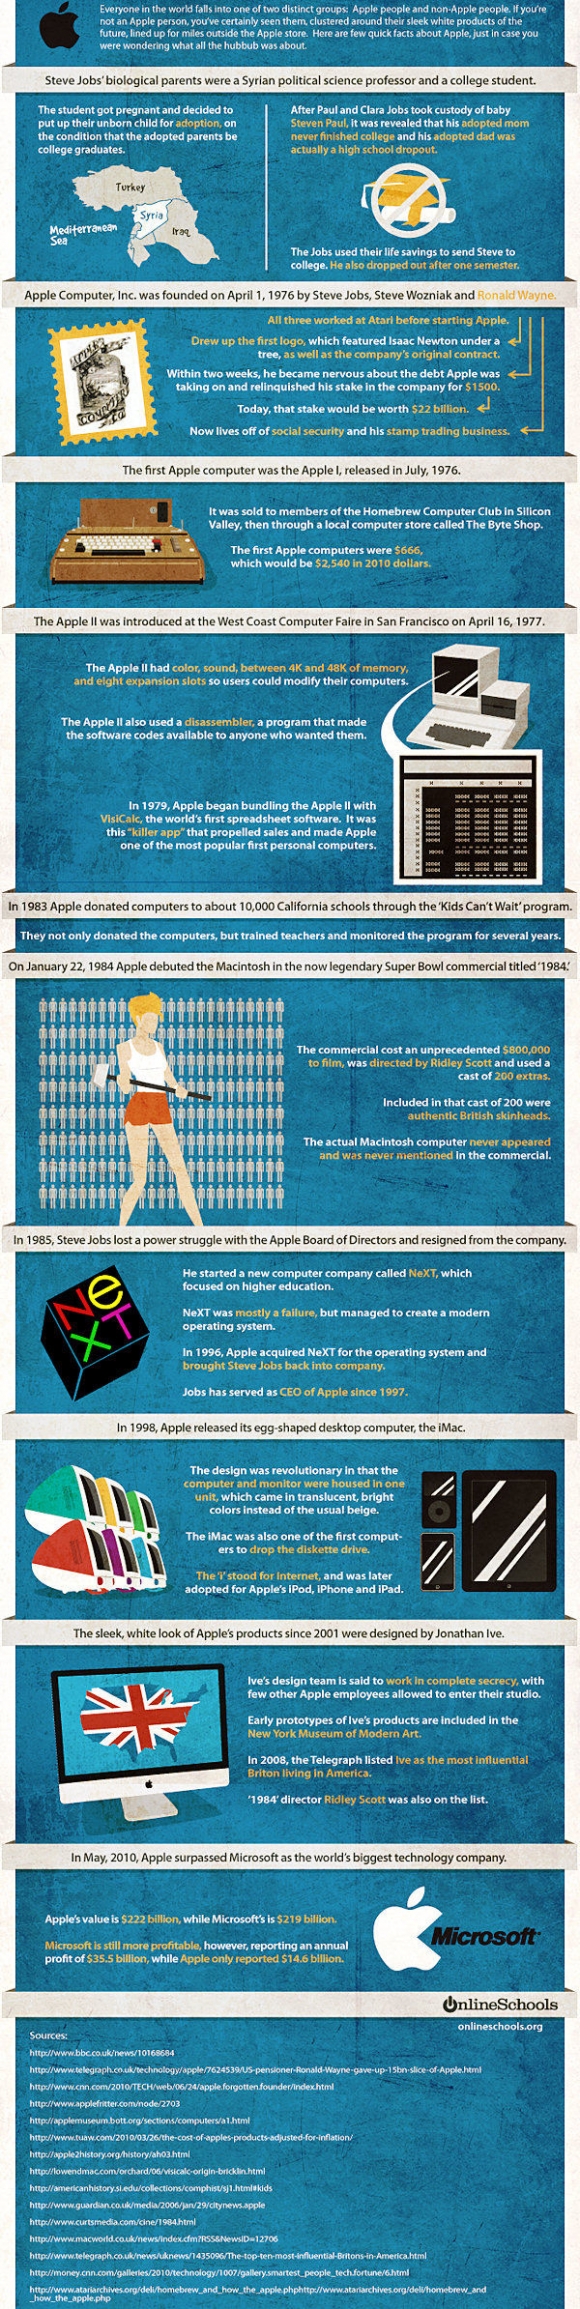 Everyone in the world falls into one of two distinct groups: Apple people and non-Apple people. If you're
not an Apple person, you've certainly seen them, clustered around their sleek white products of the
future, lined up for miles outside the Apple store. Here are few quick facts about Apple, just in case you
were wondering what all the hubbub was about.
Steve Jobs' biological parents were a Syrian political science professor and a college student.
The student got pregnant and decided to
put up their unborn child for adoption, on
the condition that the adopted parents be
college graduates.
Turkey
Syria
Mediterranean
Sea
Iraq
After Paul and Clara Jobs took custody of baby
Steven Paul, it was revealed that his adopted mom
never finished college and his adopted dad was
actually a high school dropout.
The Jobs used their life savings to send Steve to
college. He also dropped out after one semester.
Apple Computer, Inc. was founded on April 1, 1976 by Steve Jobs, Steve Wozniak and Ronald Wayne.
All three worked at Atari before starting Apple.
Drew up the first logo, which featured Isaac Newton under a
tree, as well as the company's original contract.
Within two weeks, he became nervous about the debt Apple was
taking on and relinquished his stake in the company for $1500.
Today, that stake would be worth $22 billion.
Now lives off of social security and his stamp trading business.
The first Apple computer was the Apple I, released in July, 1976.
It was sold to members of the Homebrew Computer Club in Silicon
Valley, then through a local computer store called The Byte Shop.
The first Apple computers were $666,
which would be $2,540 in 2010 dollars.
The Apple II was introduced at the West Coast Computer Faire in San Francisco on April 16, 1977.
The Apple II had color, sound, between 4K and 48K of memory,
and eight expansion slots so users could modify their computers.
The Apple II also used a disassembler, a program that made
the software codes available to anyone who wanted them.
In 1979, Apple began bundling the Apple II with
VisiCalc, the world's first spreadsheet software. It was
this "killer app" that propelled sales and made Apple
one of the most popular first personal computers.
In 1983 Apple donated computers to about 10,000 California schools through the 'Kids Can't Wait' program.
They not only donated the computers, but trained teachers and monitored the program for several years.
On January 22, 1984 Apple debuted the Macintosh in the now legendary Super Bowl commercial titled '1984.'
The commercial cost an unprecedented $800,000
to film, was directed by Ridley Scott and used a
cast of 200 extras.
Included in that cast of 200 were
authentic British skinheads.
The actual Macintosh computer never appeared
and was never mentioned in the commercial.
In 1985, Steve Jobs lost a power struggle with the Apple Board of Directors and resigned from the company.
NeXT
He started a new computer company called NeXT, which
focused on higher education.
NeXT was mostly a failure, but managed to create a modern
operating system.
In 1996, Apple acquired NeXT for the operating system and
brought Steve Jobs back into company.
Jobs has served as CEO of Apple since 1997.
In 1998, Apple released its egg-shaped desktop computer, the iMac.
The design was revolutionary in that the
computer and monitor were housed in one
unit, which came in translucent, bright
colors instead of the usual beige.
The iMac was also one of the first comput-
ers to drop the diskette drive.
The 'i' stood for internet, and was later
adopted for Apple's iPod, iPhone and iPad.
The sleek, white look of Apple's products since 2001 were designed by Jonathan Ive.
Ive's design team is said to work in complete secrecy, with
few other Apple employees allowed to enter their studio.
Early prototypes of Ive's products are included in the
New York Museum of Modern Art.
In 2008, the Telegraph listed Ive as the most influential
Briton living in America.
'1984' director Ridley Scott was also on the list.
In May, 2010, Apple surpassed Microsoft as the world's biggest technology company.
Apple's value is $222 billion, while Microsoft's is $219 billion.
Microsoft is still more profitable, however, reporting an annual
profit of $35.5 billion, while Apple only reported $14.6 billion.
Microsoft
OnlineSchools
onlineschools.org
Sources:
http://www.bbc.co.uk/news/10168684
http://www.telegraph.co.uk/technology/apple/7624539/US-pensioner-Ronald-Wayne-gave-up-15bn-slice-of-Apple.html
http://www.cnn.com/2010/TECH/web/06/24/apple.forgotten.founder/index.html
http://www.applefritter.com/node/2703
http://applemuseum.bott.org/sections/computers/a1.html
http://www.tuaw.com/2010/03/26/the-cost-of-apples-products-adjusted-for-inflation/
http://apple2history.org/history/ah03.html
http://lowendmac.com/orchard/06/visicalc-origin-bricklin.html
http://americanhistory.si.edu/collections/comphist/sj1.html#kids
http://www.guardian.co.uk/media/2006/jan/29/citynews.apple
http://www.curtsmedia.com/cine/1984.html
http://www.macworld.co.uk/news/index.cfm?RSS&NewsID=12706
http://www.telegraph.co.uk/news/uknews/1435096/The-top-ten-most-influential-Britons-in-America.html
http://money.cnn.com/galleries/2010/technology/1007/gallery.smartest_people_tech.fortune/6.html
http://www.atariarchives.org/deli/homebrew_and_how_the_apple.phphttp://www.atariarchives.org/deli/homebrew_and
_how_the_apple.php